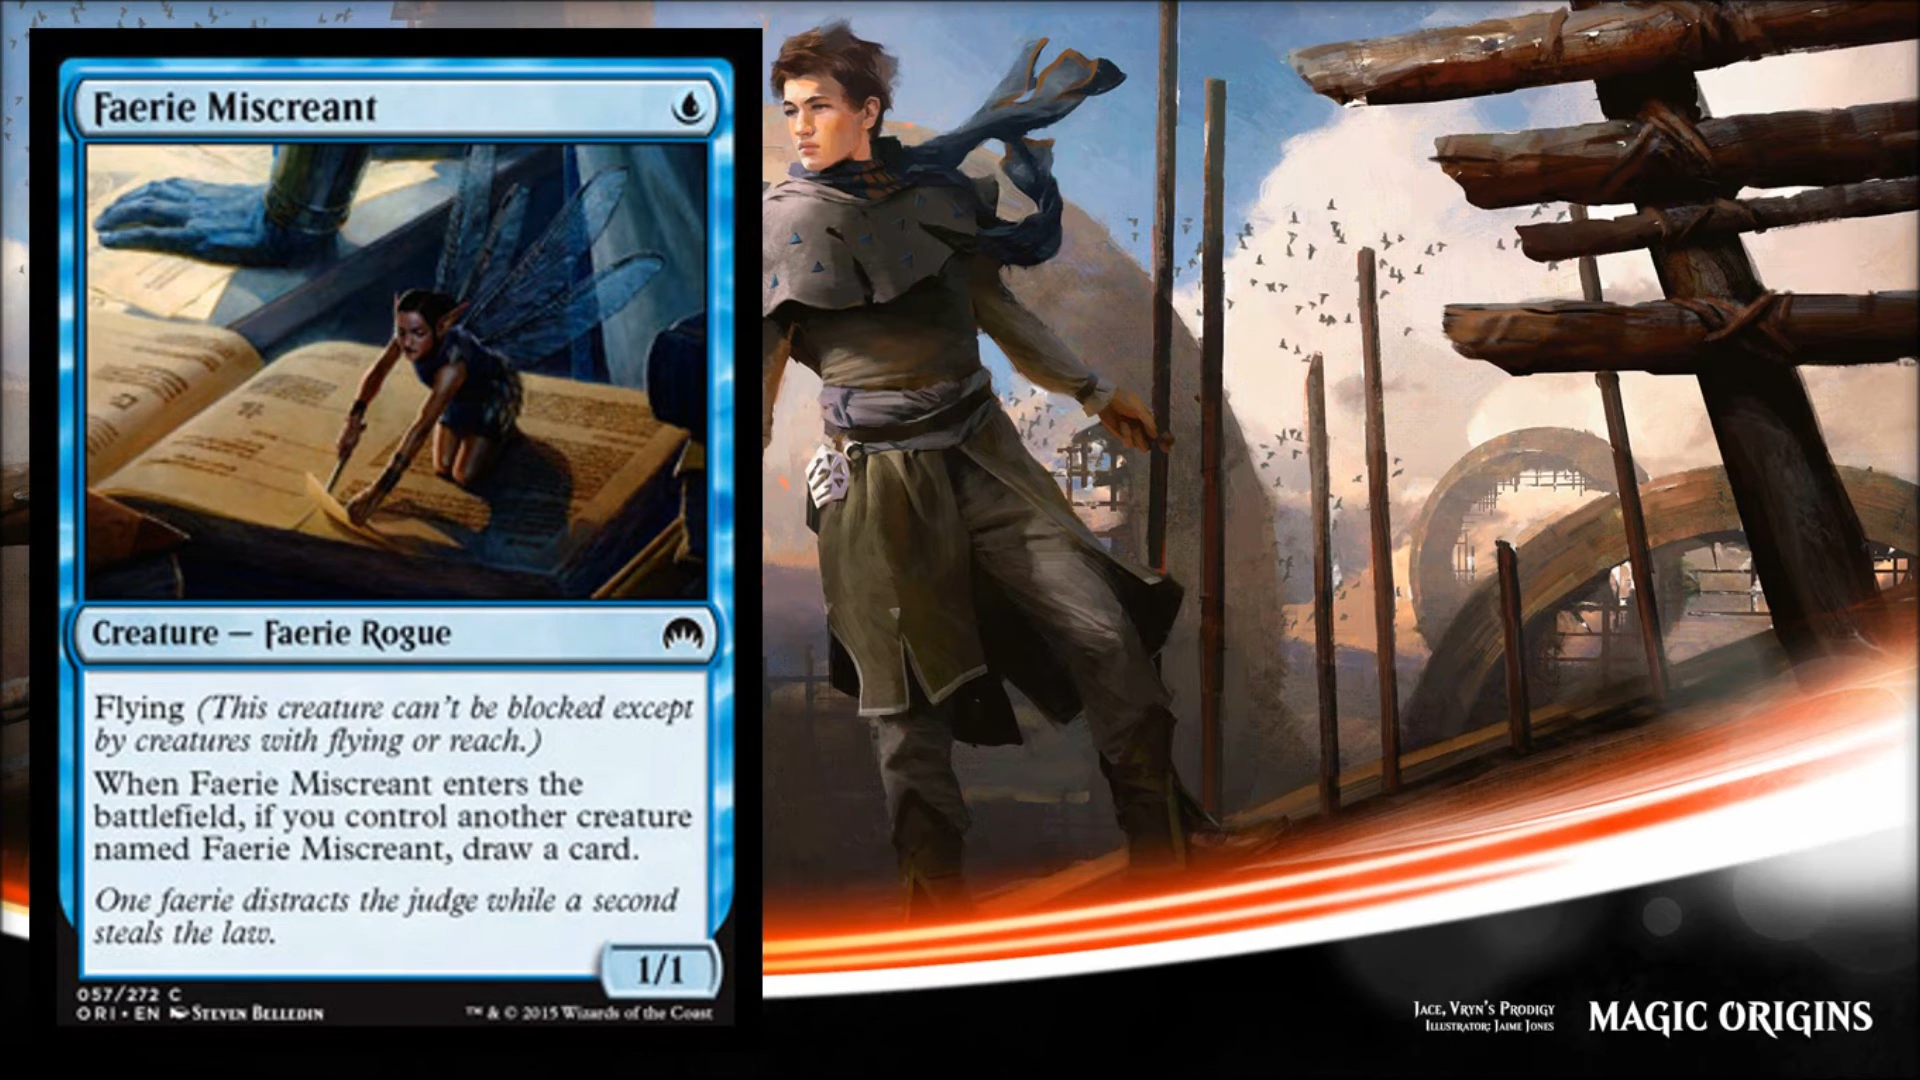 Faerie Miscreant
Creature — Faerie Rogue
Flying (This creature can't be blocked except
by creatures with flying or reach.)
When Faerie Miscreant enters the
battlefield, if you control another creature
named Faerie Miscreant, draw a card.
One faerie distracts the judge while a second
steals the law.
1/1
057/272 C
ORI • EN Steven Belledin
™ & © 2015 Wizards of the Coast
Jace, Vryn's Prodigy
Illustrator: Jaime Jones
MAGIC ORIGINS